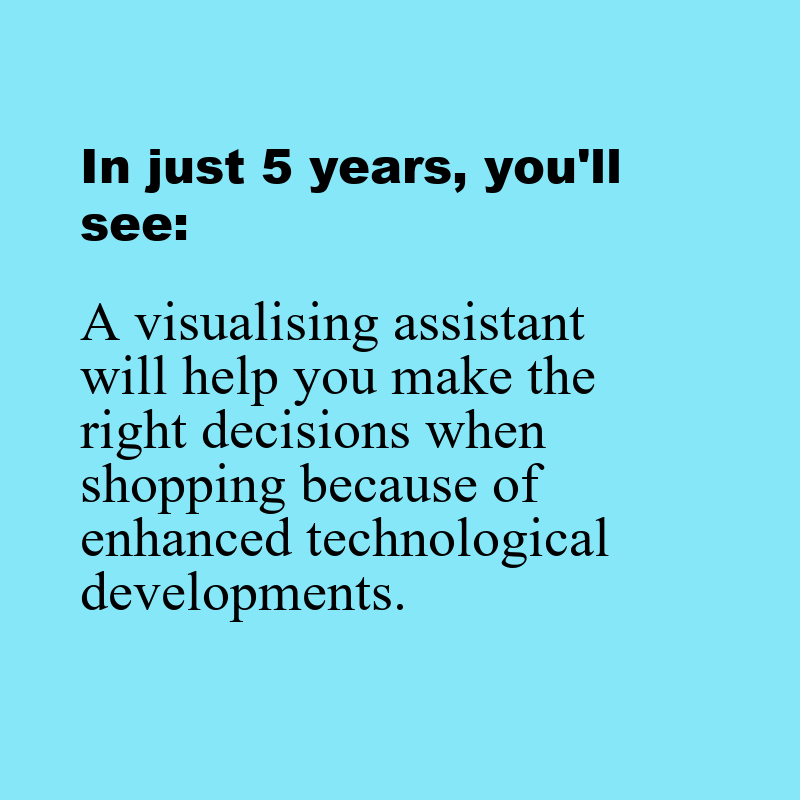 In just 5 years, you'll
see:
A visualising assistant
will help you make the
right decisions when
shopping because of
enhanced technological
developments.